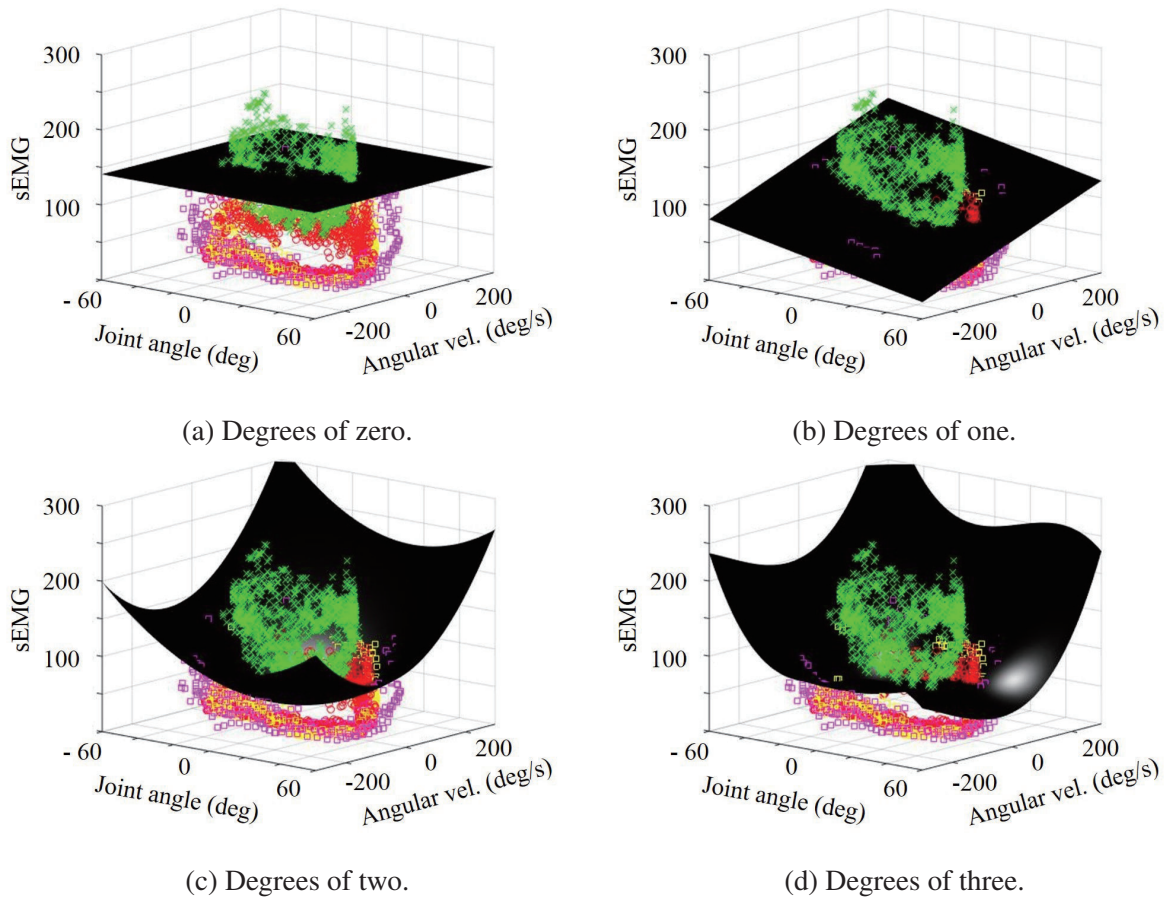 300
200
100
sEMG
- 60
0
60
Joint angle (deg)
-200
0
200
Angular vel. (deg/s)
(a) Degrees of zero.
300
200
100
sEMG
- 60
0
60
Joint angle (deg)
-200
0
200
Angular vel. (deg/s)
(b) Degrees of one.
300
200
100
sEMG
- 60
0
60
Joint angle (deg)
-200
0
200
Angular vel. (deg/s)
(c) Degrees of two.
300
200
100
sEMG
- 60
0
60
Joint angle (deg)
-200
0
200
Angular vel. (deg/s)
(d) Degrees of three.